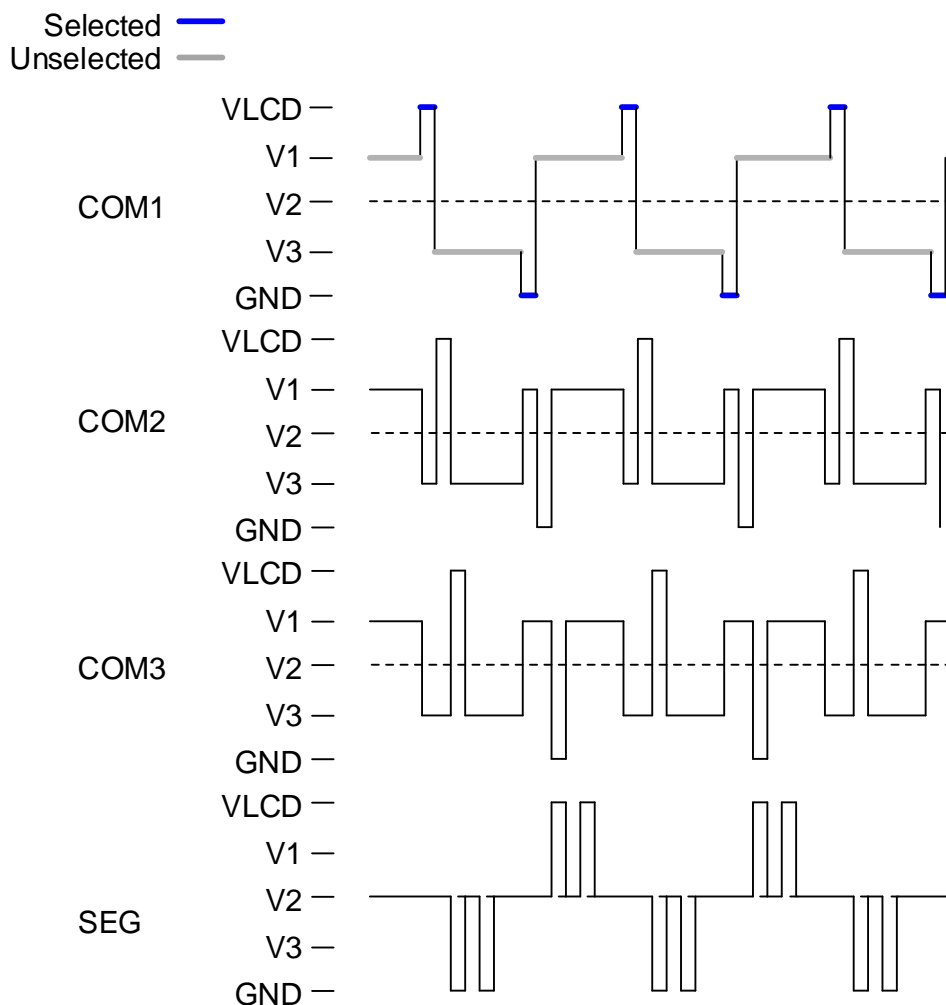 Selected
Unselected
VLCD
V1
COM1
V2
V3
GND
VLCD
V1
COM2
V2
V3
GND
VLCD
V1
COM3
V2
V3
GND
VLCD
V1
V2
SEG
V3
GND